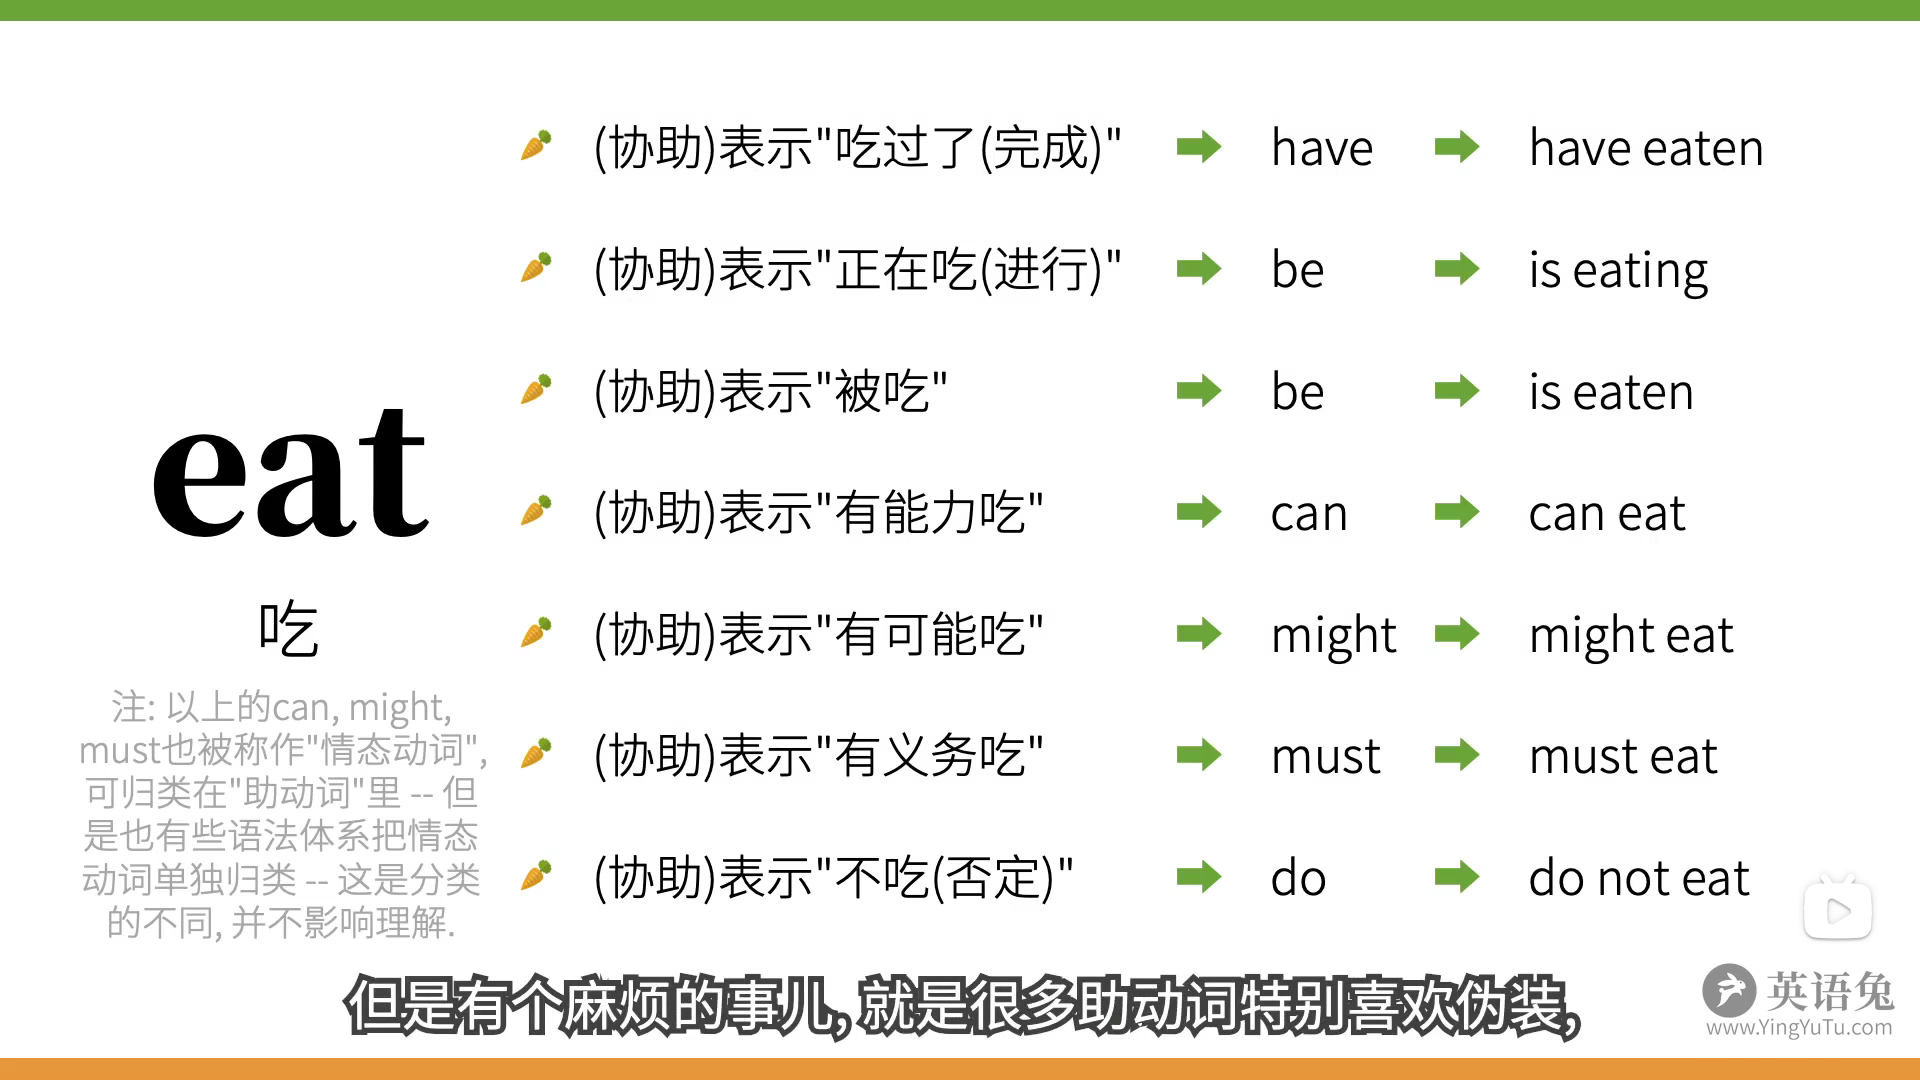 (协助)表示"吃过了(完成)" have have eaten
(协助)表示"正在吃(进行)" be is eating
(协助)表示"被吃" be is eaten
(协助)表示"有能力吃" can can eat
(协助)表示"有可能吃" might might eat
(协助)表示"有义务吃" must must eat
(协助)表示"不吃(否定)" do do not eat
eat
吃
注: 以上的can, might,
must也被称作"情态动词",
可归类在"助动词"里 -- 但
是也有些语法体系把情态
动词单独归类 -- 这是分类
的不同, 并不影响理解.
但是有个麻烦的事儿, 就是很多助动词特别喜欢伪装,
英语兔
www.YingYuTu.com